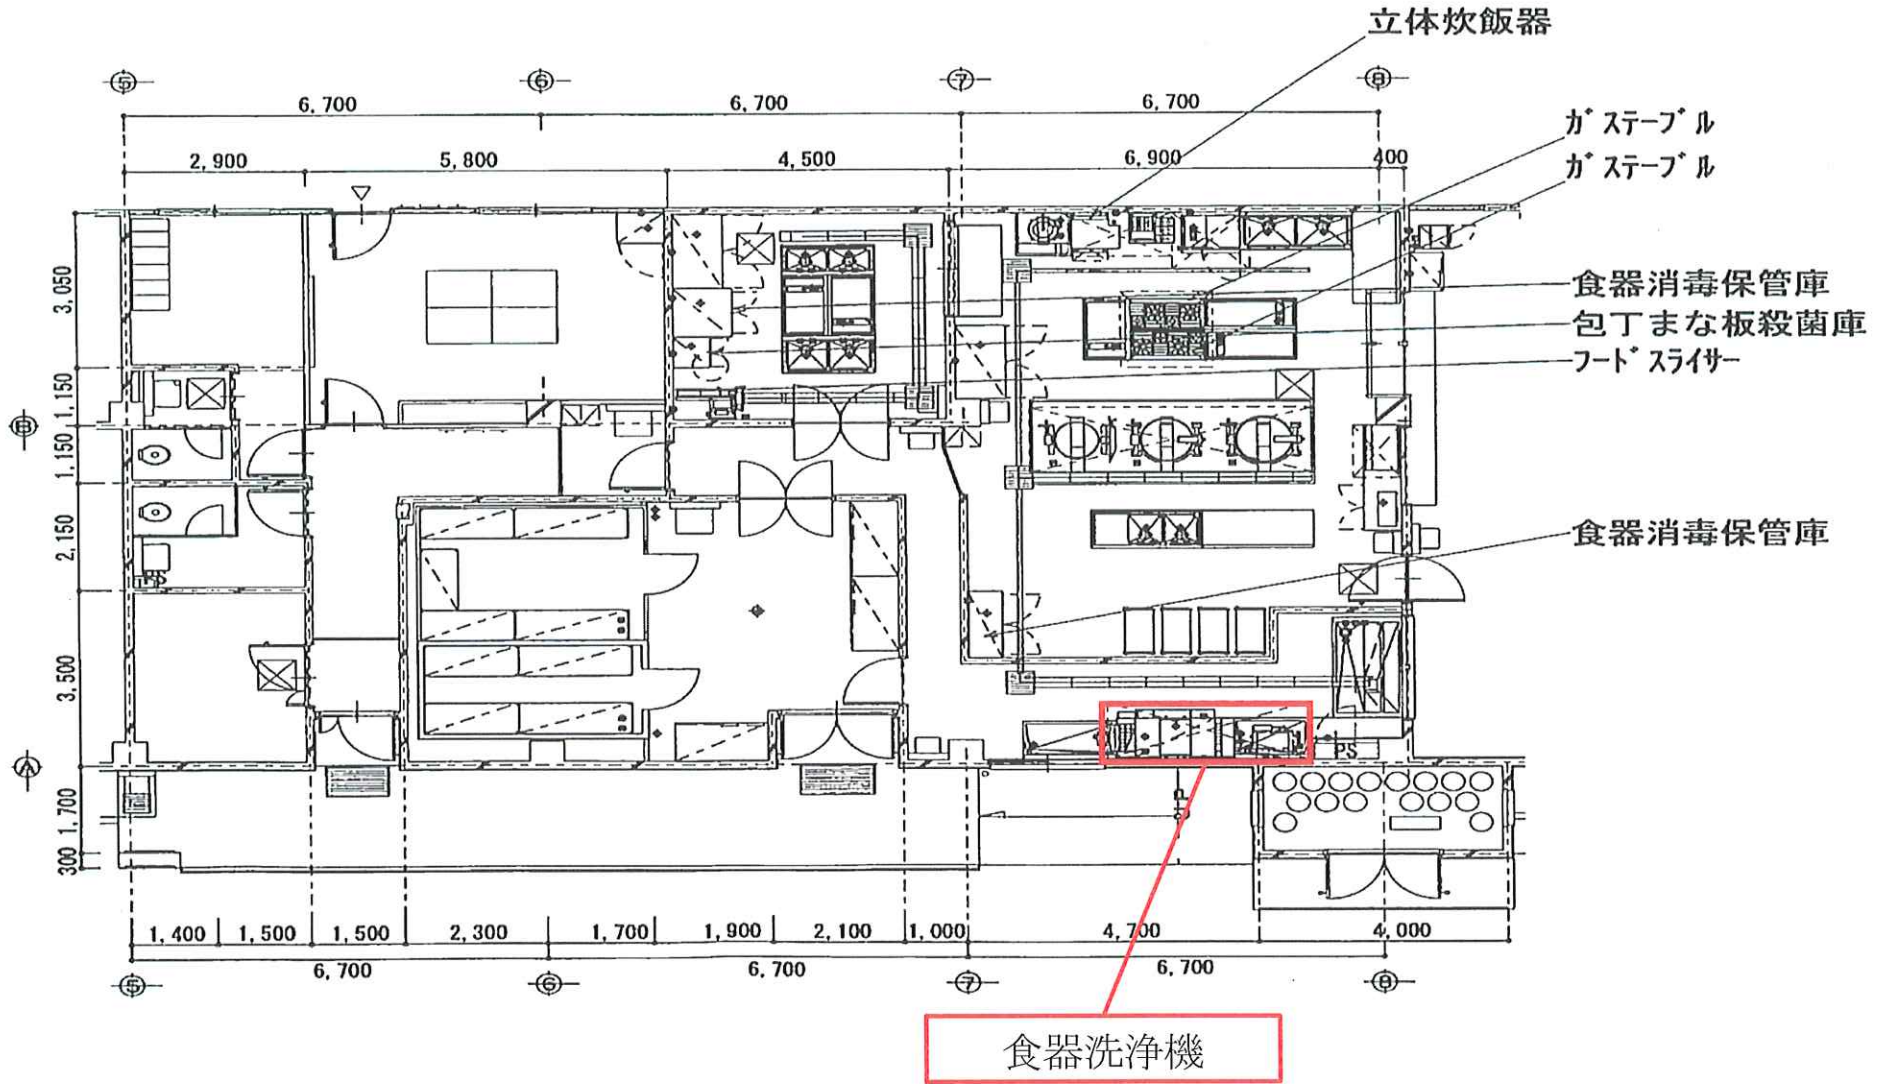 立体炊飯器
⑤ ⑥ ⑦ ⑧
6,700 6,700 6,700
ガステーブル
2,900 5,800 4,500 6,900 400
ガステーブル
3,050
食器消毒保管庫
包丁まな板殺菌庫
フードスライサー
1,150
Ⓑ
1,150
2,150
食器消毒保管庫
PS
3,500
PS
Ⓐ
1,700
300
1,400 1,500 1,500 2,300 1,700 1,900 2,100 1,000 4,700 4,000
6,700 6,700 6,700
⑤ ⑥ ⑦ ⑧
食器洗浄機